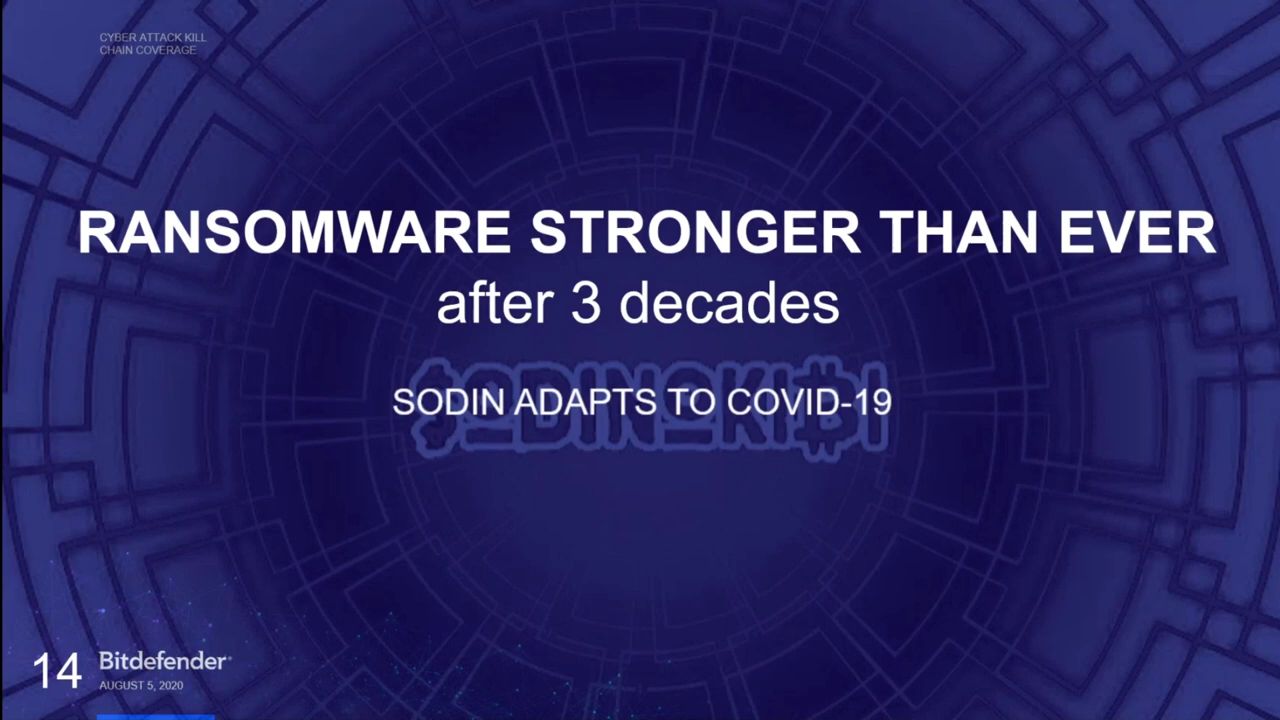 CYBER ATTACK KILL
CHAIN COVERAGE
RANSOMWARE STRONGER THAN EVER
after 3 decades
$ODINOKI₿I
SODIN ADAPTS TO COVID-19
14
Bitdefender
AUGUST 5, 2020